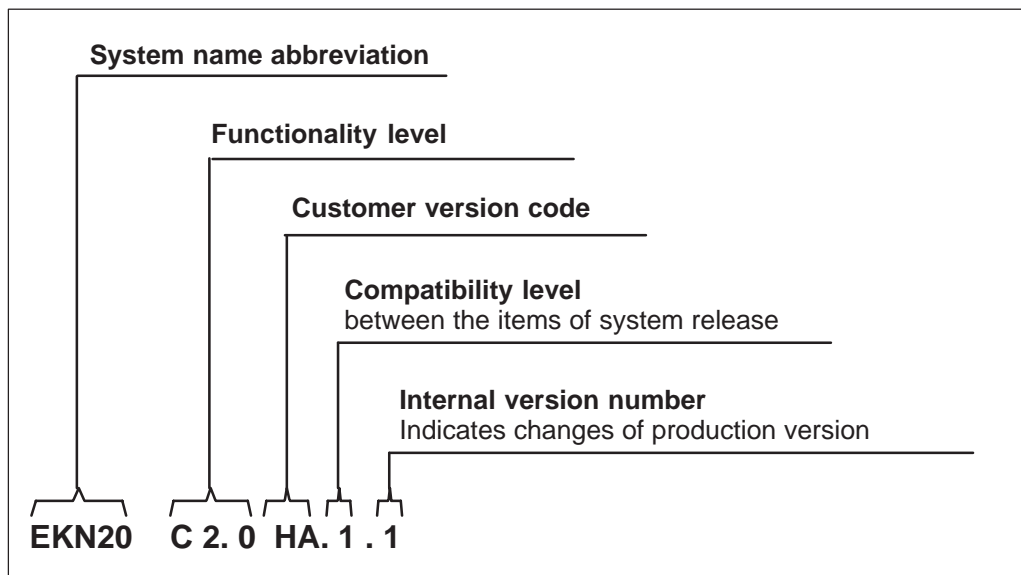 System name abbreviation
Functionality level
Customer version code
Compatibility level
between the items of system release
Internal version number
Indicates changes of production version
EKN20 C 2. 0 HA. 1 . 1